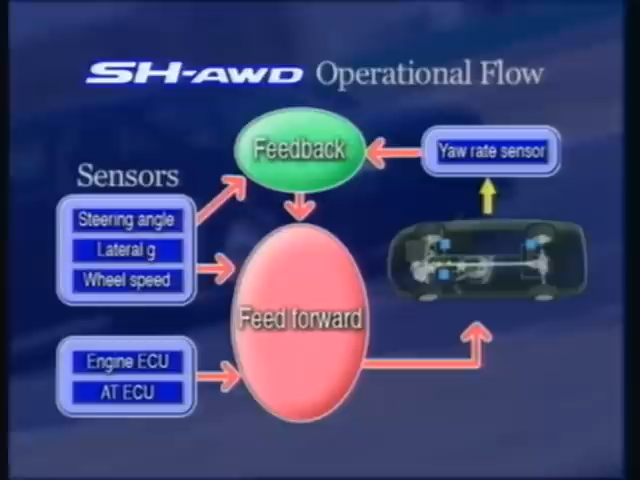 SH-AWD Operational Flow
Feedback
Yaw rate sensor
Sensors
Steering angle
Lateral g
Wheel speed
Feed forward
Engine ECU
AT ECU